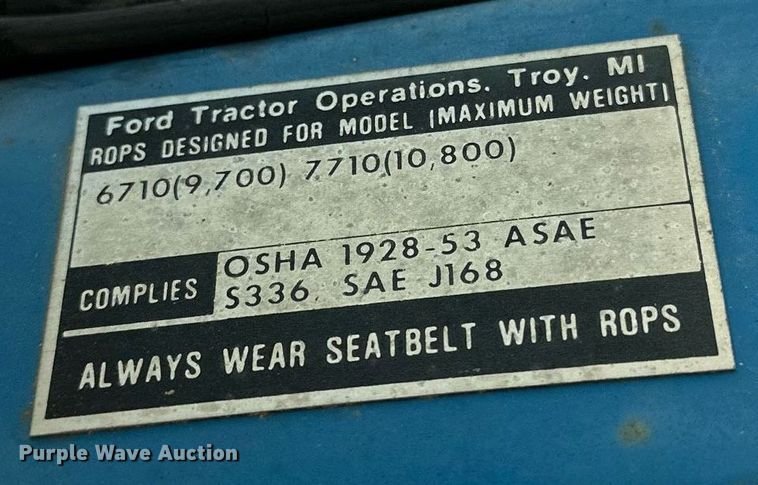 Ford Tractor Operations. Troy. MI
ROPS DESIGNED FOR MODEL (MAXIMUM WEIGHT)
6710(9,700) 7710(10,800)
COMPLIES
OSHA 1928-53 ASAE
S336. SAE J168
ALWAYS WEAR SEATBELT WITH ROPS
Purple Wave Auction